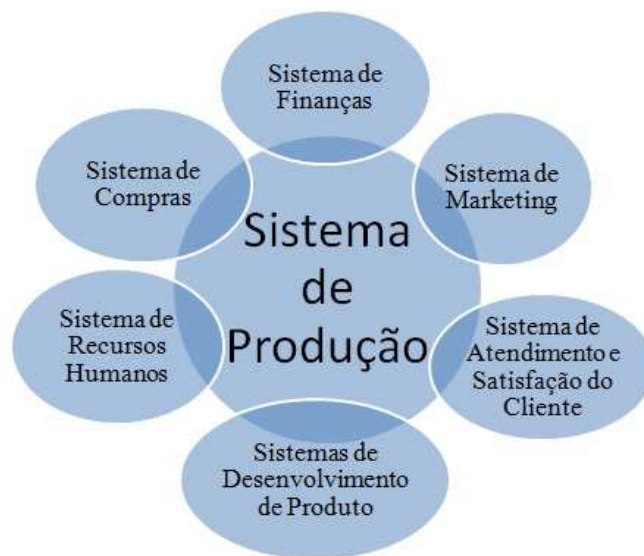 Sistema de
Finanças
Sistema de
Compras
Sistema de
Marketing
Sistema
de
Produção
Sistema de
Recursos
Humanos
Sistema de
Atendimento e
Satisfação do
Cliente
Sistemas de
Desenvolvimento
de Produto